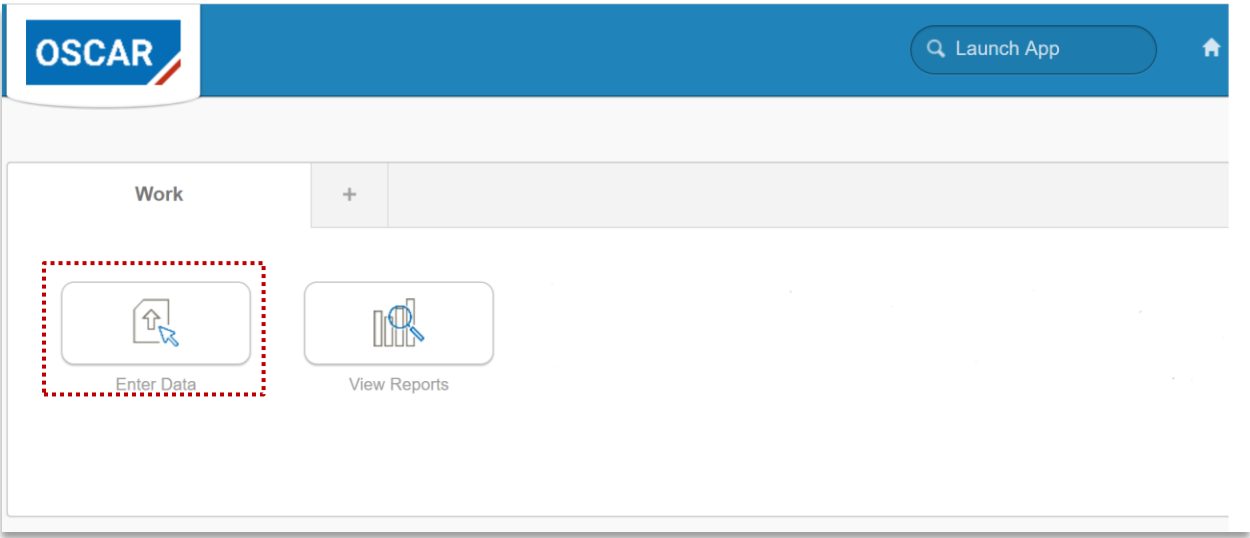 OSCAR
Launch App
Work
+
Enter Data
View Reports